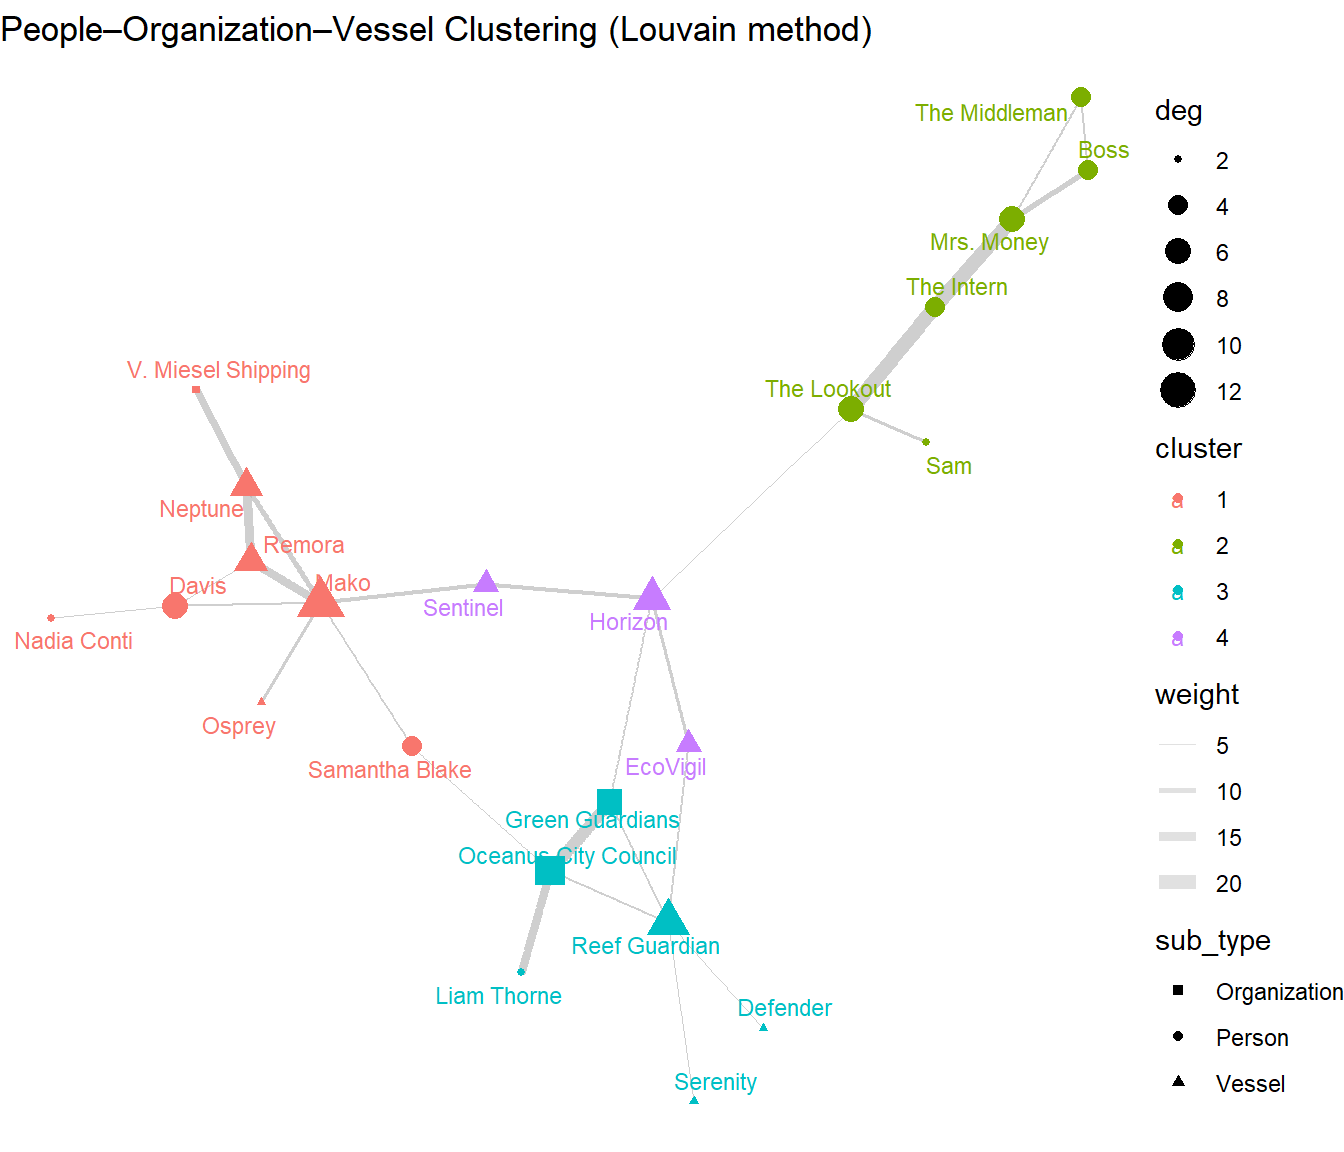 People–Organization–Vessel Clustering (Louvain method)
The Middleman
Boss
Mrs. Money
The Intern
The Lookout
Sam
V. Miesel Shipping
Neptune
Remora
Davis
Mako
Nadia Conti
Osprey
Samantha Blake
Sentinel
Horizon
EcoVigil
Green Guardians
Oceanus City Council
Reef Guardian
Liam Thorne
Defender
Serenity
deg
2
4
6
8
10
12
cluster
a 1
a 2
a 3
a 4
weight
5
10
15
20
sub_type
Organization
Person
Vessel